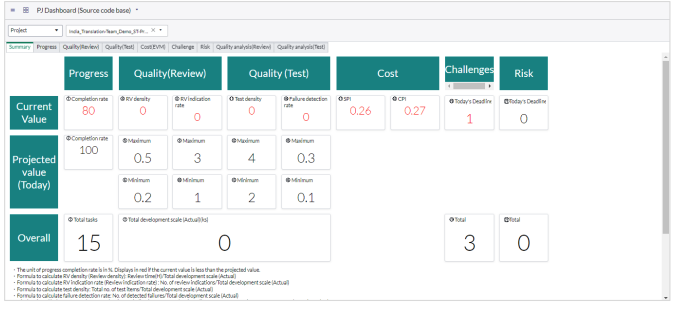 PJ Dashboard (Source code base)
Project
India_Translation-Team_Demo_IIT-Pr...
Summary Progress Quality(Review) Quality(Test) Cost(EVM) Challenge Risk Quality analysis(Review) Quality analysis(Test)
Progress Quality(Review) Quality (Test) Cost Challenges Risk
Current Value
①Completion rate
80
②RV density
0
③RV indication rate
0
④Test density
0
⑤Failure detection rate
0
SPI
0.26
CPI
0.27
Today's Deadline
1
Today's Deadline
0
Projected value (Today)
①Completion rate
100
Maximum
0.5
Maximum
3
Maximum
4
Maximum
0.3
Minimum
0.2
Minimum
1
Minimum
2
Minimum
0.1
Overall
Total tasks
15
Total development scale (Actual)(ks)
0
Total
3
Total
0
・The unit of progress completion rate is in %. Displays in red if the current value is less than the projected value.
・Formula to calculate RV density (Review density): Review time(H)/Total development scale (Actual)
・Formula to calculate RV indication rate (Review indication rate) : No. of review indications/Total development scale (Actual)
・Formula to calculate test density: Total no. of test items/Total development scale (Actual)
・Formula to calculate failure detection rate: No. of detected failures/Total development scale (Actual)